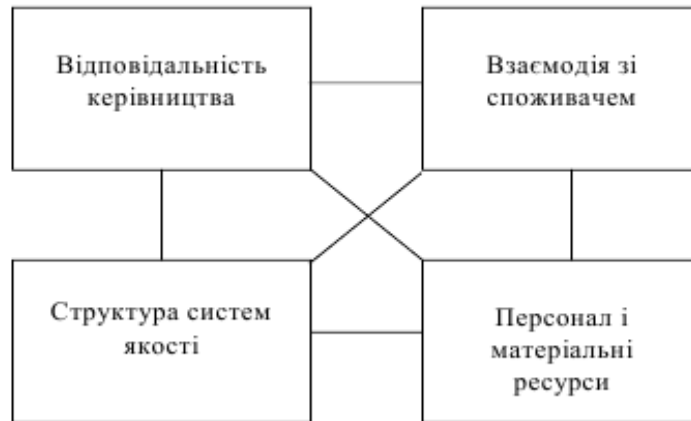 Відповідальність
керівництва
Взаємодія зі
споживачем
Структура систем
якості
Персонал і
матеріальні
ресурси